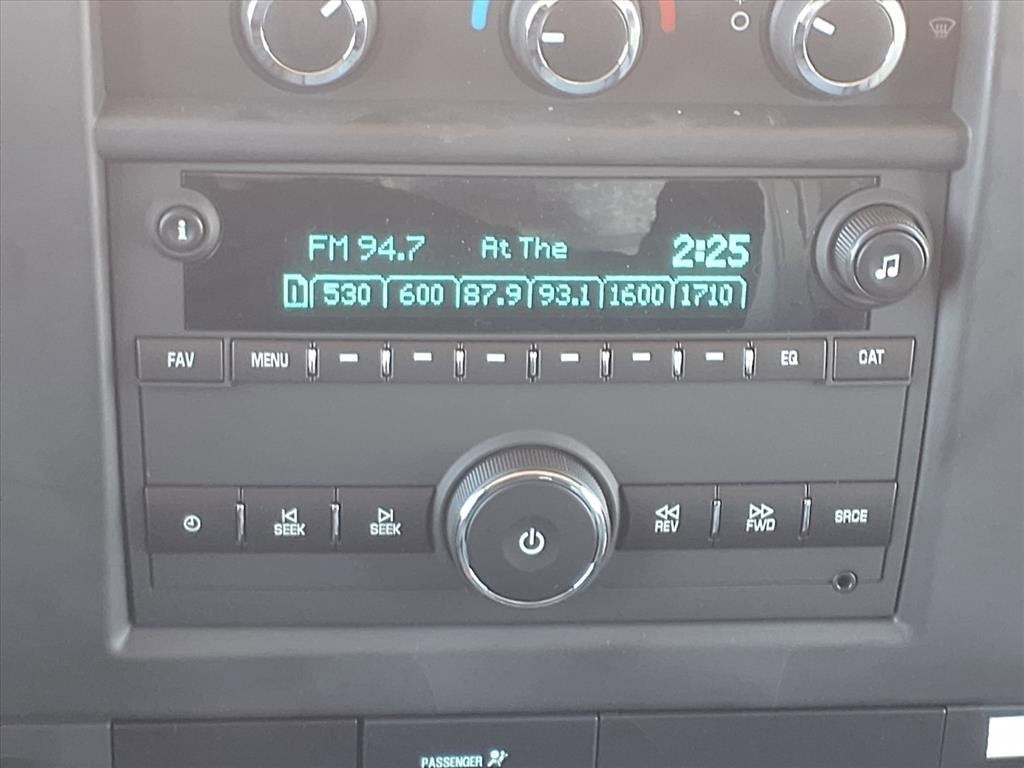 FM 94.7 At The 2:25
1 530 600 87.9 93.1 1600 1710
FAV MENU EQ CAT
SEEK SEEK REV FWD SRCE
PASSENGER